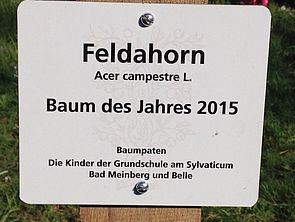 Feldahorn
Acer campestre L.
Baum des Jahres 2015
Baumpaten
Die Kinder der Grundschule am Sylvaticum
Bad Meinberg und Belle